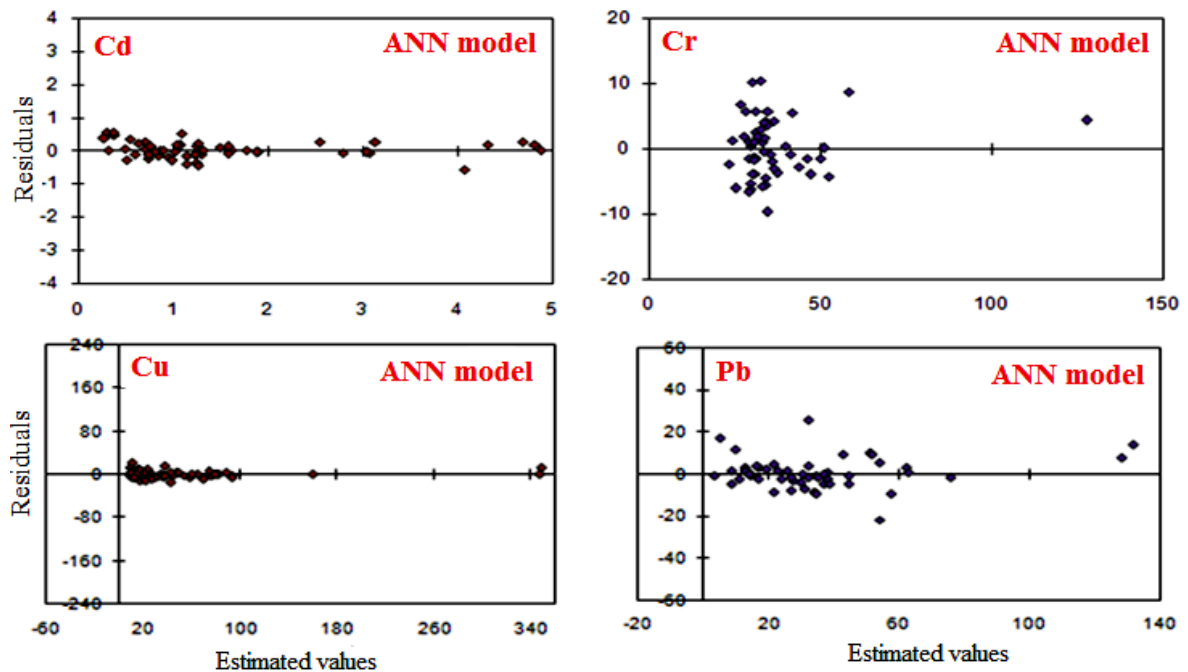 Cd ANN model
4
3
2
1
0
-1
-2
-3
-4
0 1 2 3 4 5
Residuals
Cr ANN model
20
10
0
-10
-20
0 50 100 150
Cu ANN model
240
160
80
0
-80
-160
-240
-60 20 100 180 260 340
Residuals
Estimated values
Pb ANN model
60
40
20
0
-20
-40
-60
-20 20 60 100 140
Estimated values